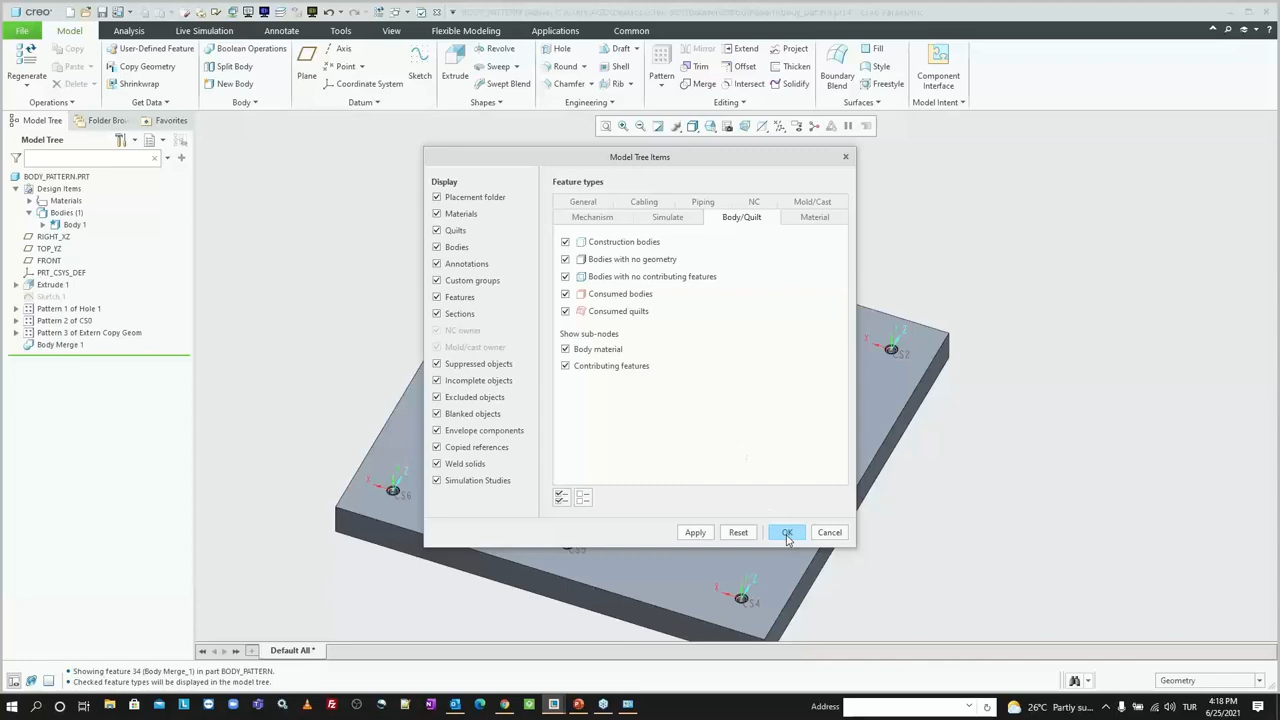 creo
File
Model
Analysis
Live Simulation
Annotate
Tools
View
Flexible Modeling
Applications
Common
Regenerate
Copy
Paste
Delete
Operations
User-Defined Feature
Copy Geometry
Shrinkwrap
Get Data
Boolean Operations
Split Body
New Body
Body
Plane
Axis
Point
Coordinate System
Sketch
Datum
Extrude
Revolve
Sweep
Swept Blend
Shapes
Hole
Round
Chamfer
Draft
Shell
Rib
Engineering
Pattern
Mirror
Trim
Merge
Extend
Offset
Intersect
Project
Thicken
Solidify
Editing
Boundary
Blend
Fill
Style
Freestyle
Surfaces
Component
Interface
Model Intent
Model Tree
Folder Bro
Favorites
Model Tree
BODY_PATTERN.PRT
Design Items
Materials
Bodies (1)
Body 1
RIGHT_XZ
TOP_YZ
FRONT
PRT_CSYS_DEF
Extrude 1
Sketch 1
Pattern 1 of Hole 1
Pattern 2 of CS0
Pattern 3 of Extern Copy Geom
Body Merge 1
Model Tree Items
Display
Placement folder
Materials
Quilts
Bodies
Annotations
Custom groups
Features
Sections
NC owner
Mold/cast owner
Suppressed objects
Incomplete objects
Excluded objects
Blanked objects
Envelope components
Copied references
Weld solids
Simulation Studies
Feature types
General
Cabling
Piping
NC
Mold/Cast
Mechanism
Simulate
Body/Quilt
Material
Construction bodies
Bodies with no geometry
Bodies with no contributing features
Consumed bodies
Consumed quilts
Show sub-nodes
Body material
Contributing features
Apply
Reset
OK
Cancel
X
Z
CS2
X
Z
CS6
CS5
X
Z
CS4
Default All *
• Showing feature 34 (Body Merge_1) in part BODY_PATTERN.
• Checked feature types will be displayed in the model tree.
Geometry
Address
26°C Partly su...
TUR
4:18 PM
6/25/2021